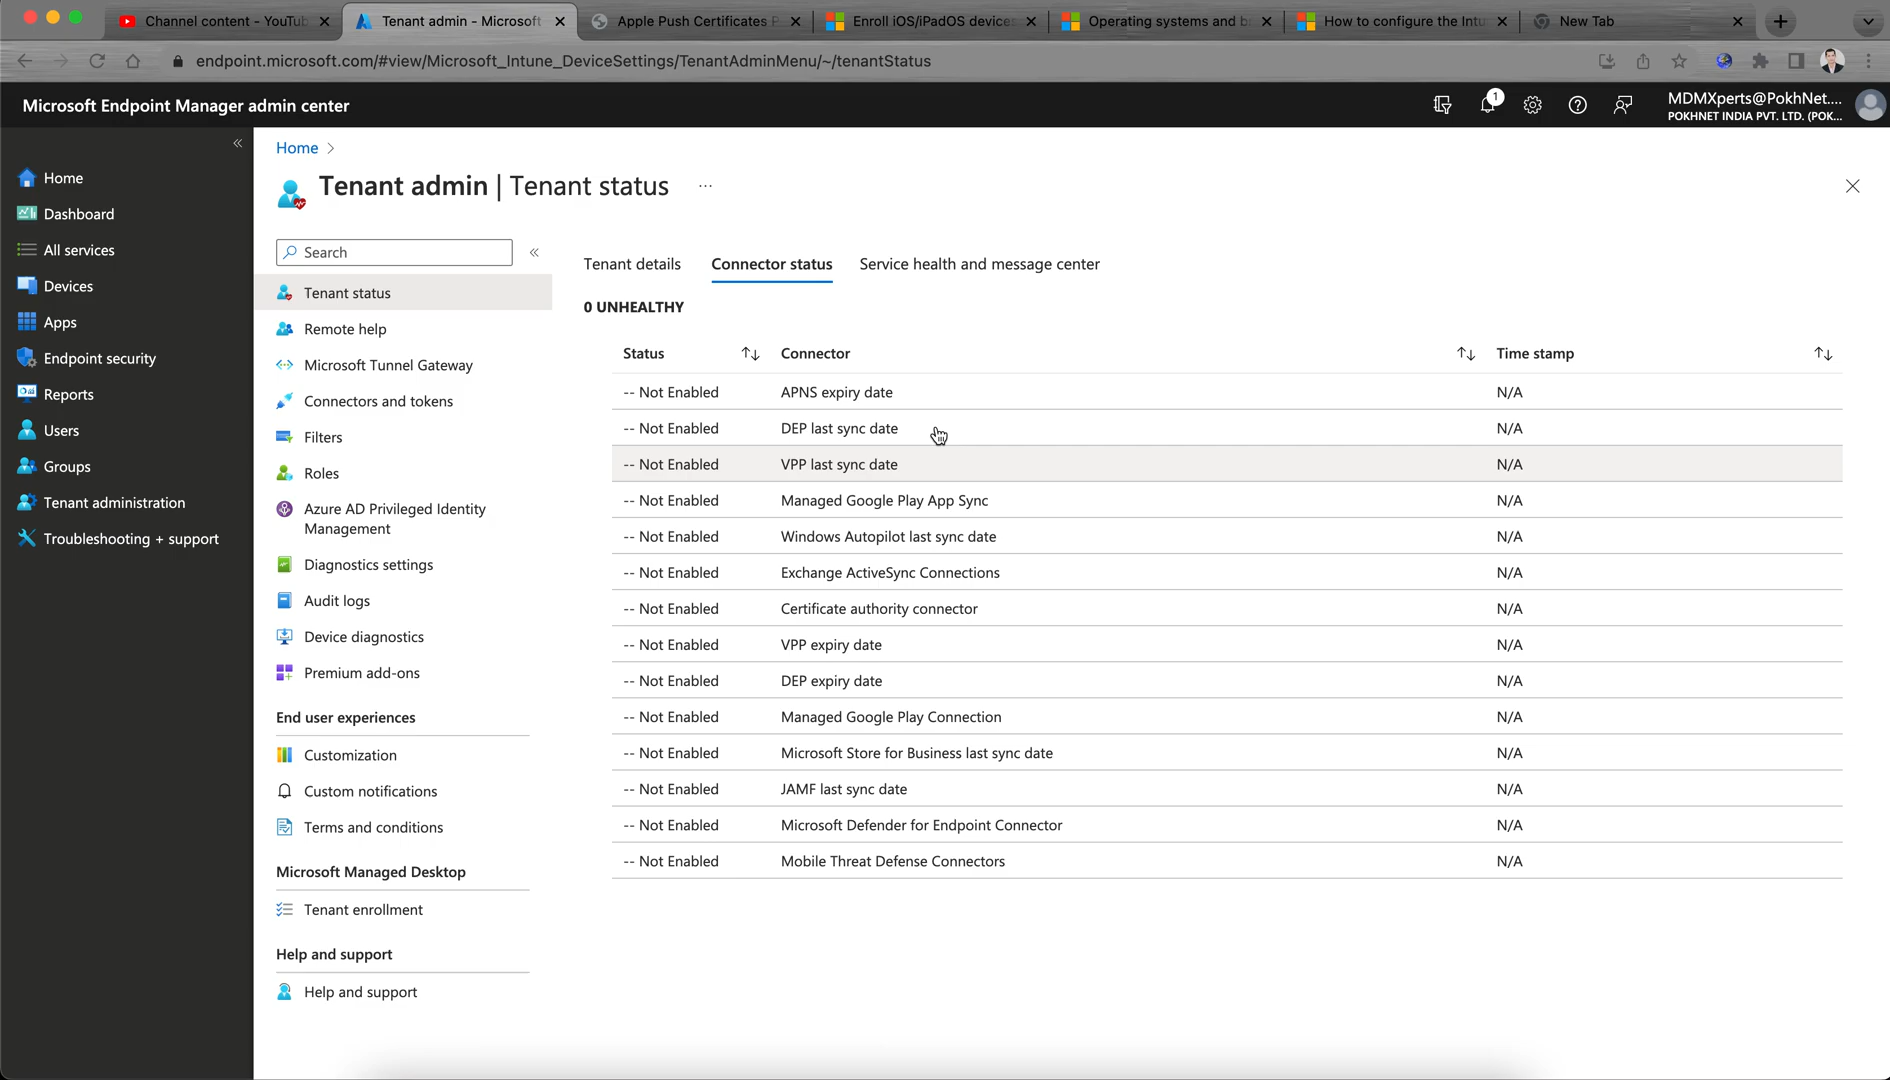 Channel content - YouTub
Tenant admin - Microsoft
Apple Push Certificates P
Enroll iOS/iPadOS devices
Operating systems and b
How to configure the Intu
New Tab
endpoint.microsoft.com/#view/Microsoft_Intune_DeviceSettings/TenantAdminMenu/~/tenantStatus
Microsoft Endpoint Manager admin center
1
MDMXperts@PokhNet....
POKHNET INDIA PVT. LTD. (POK...
Home
Dashboard
All services
Devices
Apps
Endpoint security
Reports
Users
Groups
Tenant administration
Troubleshooting + support
Home
Tenant admin | Tenant status
...
Search
Tenant status
Remote help
Microsoft Tunnel Gateway
Connectors and tokens
Filters
Roles
Azure AD Privileged Identity
Management
Diagnostics settings
Audit logs
Device diagnostics
Premium add-ons
End user experiences
Customization
Custom notifications
Terms and conditions
Microsoft Managed Desktop
Tenant enrollment
Help and support
Help and support
Tenant details Connector status Service health and message center
0 UNHEALTHY
Status Connector Time stamp
-- Not Enabled APNS expiry date N/A
-- Not Enabled DEP last sync date N/A
-- Not Enabled VPP last sync date N/A
-- Not Enabled Managed Google Play App Sync N/A
-- Not Enabled Windows Autopilot last sync date N/A
-- Not Enabled Exchange ActiveSync Connections N/A
-- Not Enabled Certificate authority connector N/A
-- Not Enabled VPP expiry date N/A
-- Not Enabled DEP expiry date N/A
-- Not Enabled Managed Google Play Connection N/A
-- Not Enabled Microsoft Store for Business last sync date N/A
-- Not Enabled JAMF last sync date N/A
-- Not Enabled Microsoft Defender for Endpoint Connector N/A
-- Not Enabled Mobile Threat Defense Connectors N/A